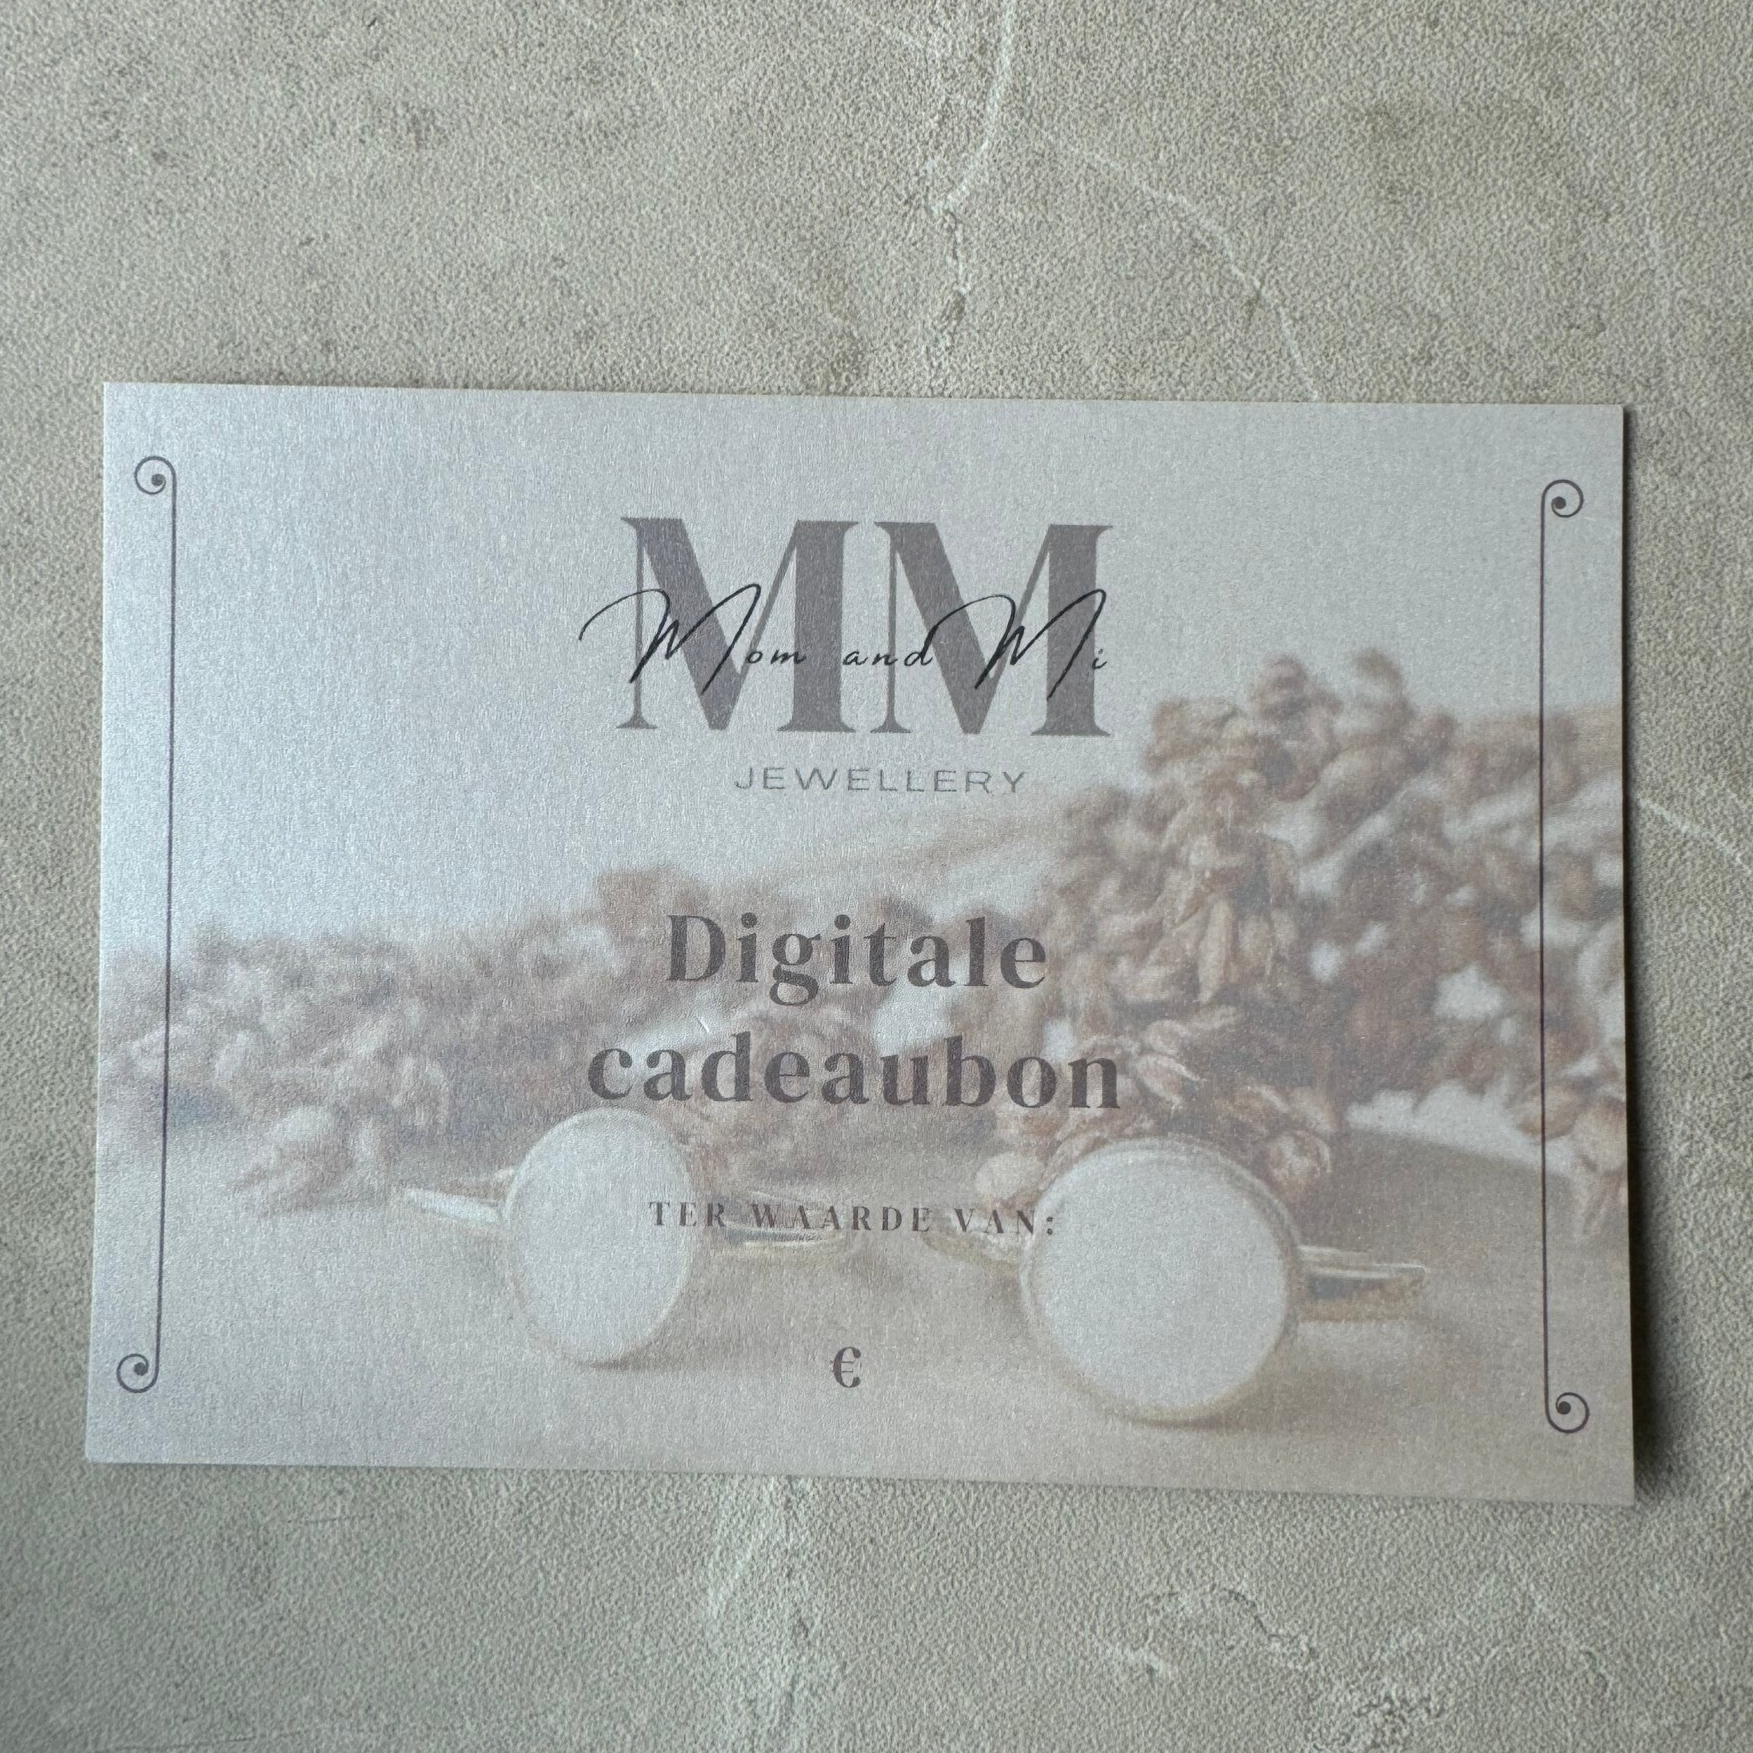 MM
Mom and Mi
JEWELLERY
Digitale
cadeaubon
TER WAARDE VAN:
€